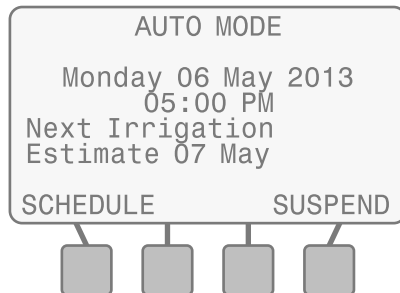 AUTO MODE
Monday 06 May 2013
05:00 PM
Next Irrigation
Estimate 07 May
SCHEDULE SUSPEND